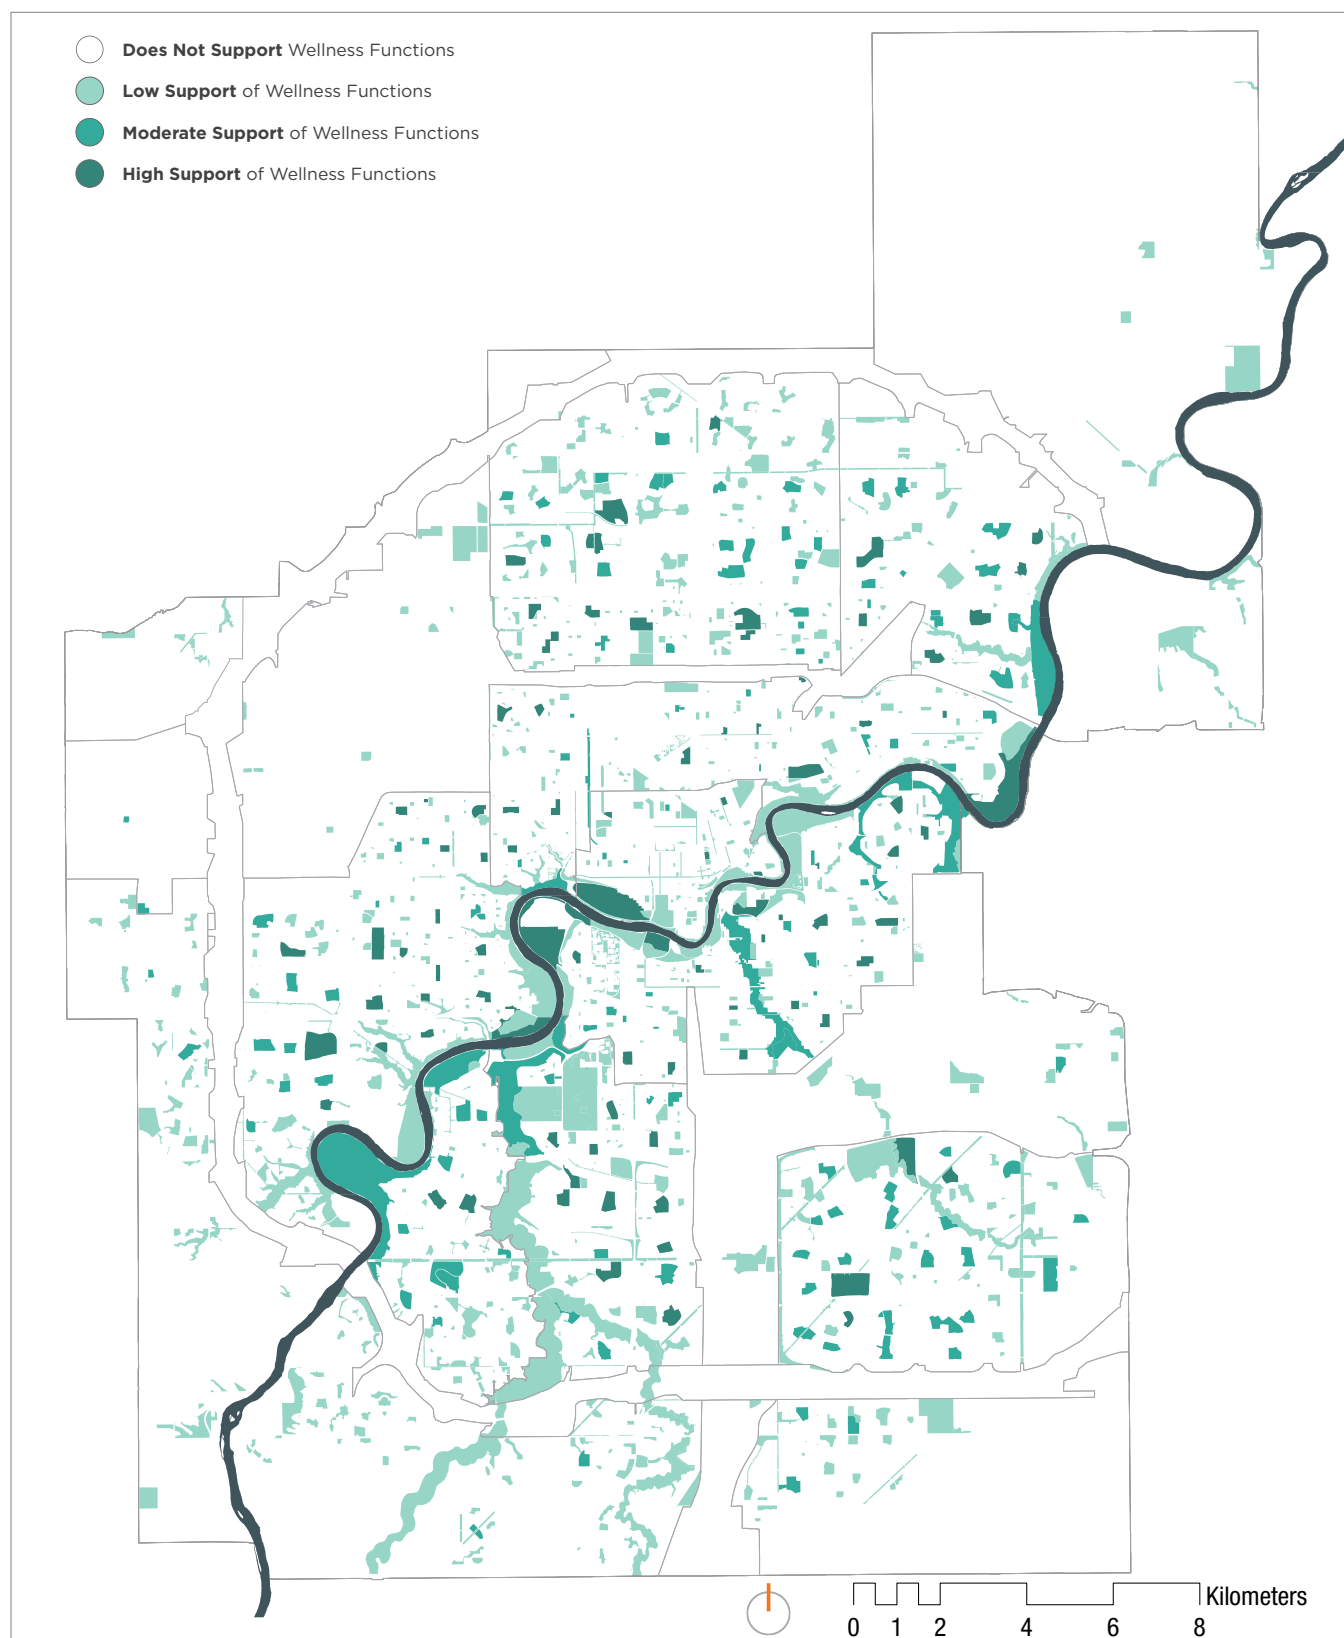 Does Not Support Wellness Functions
Low Support of Wellness Functions
Moderate Support of Wellness Functions
High Support of Wellness Functions
Kilometers
0 1 2 4 6 8